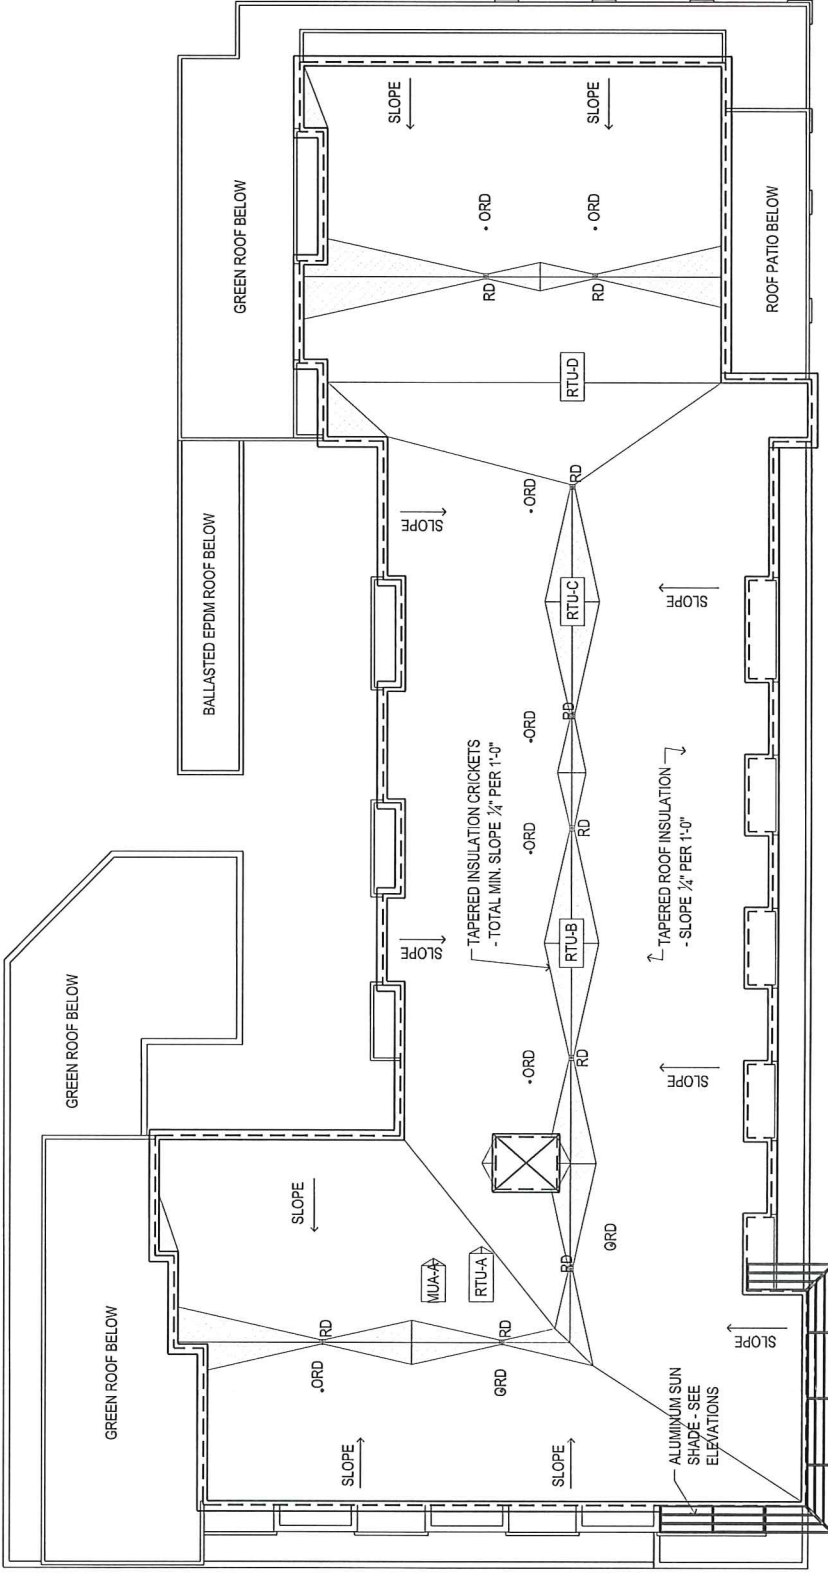 GREEN ROOF BELOW
GREEN ROOF BELOW
BALLASTED EPDM ROOF BELOW
GREEN ROOF BELOW
SLOPE
MUA-A
RTU-A
RD
ORD
RD
ORD
SLOPE
SLOPE
ALUMINUM SUN
SHADE - SEE
ELEVATIONS
SLOPE
RD
ORD
SLOPE
ORD
RD
SLOPE
TAPERED INSULATION CRICKETS
- TOTAL MIN. SLOPE 1/4" PER 1'-0"
RTU-B
ORD
RD
ORD
RD
TAPERED ROOF INSULATION
- SLOPE 1/4" PER 1'-0"
RTU-C
SLOPE
SLOPE
ORD
RD
RTU-D
RD
RD
ORD
ORD
SLOPE
SLOPE
ROOF PATIO BELOW